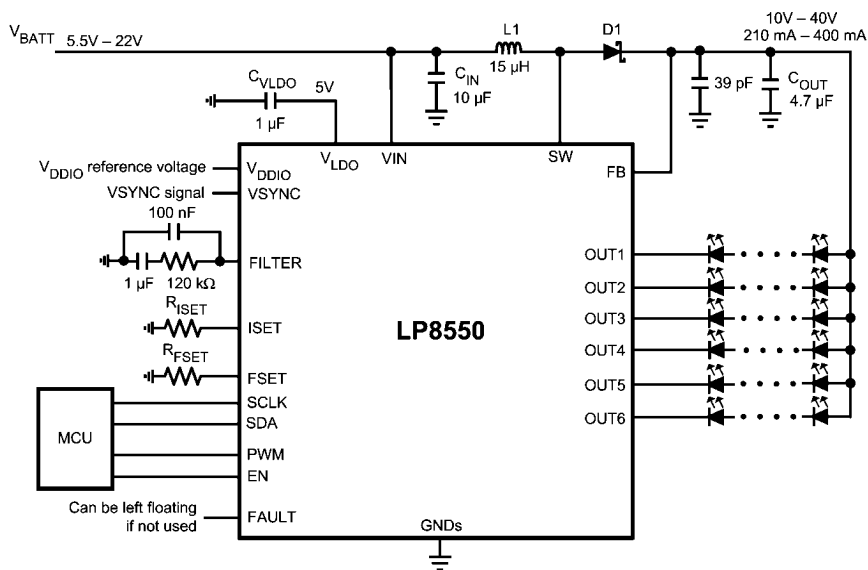 10V – 40V
210 mA – 400 mA
V_BATT 5.5V – 22V
L1
15 µH
D1
C_IN
10 µF
39 pF
C_OUT
4.7 µF
C_VLDO
5V
1 µF
V_LDO
VIN
SW
FB
V_DDIO reference voltage
V_DDIO
VSYNC signal
VSYNC
100 nF
1 µF
120 kΩ
FILTER
R_ISET
ISET
R_FSET
FSET
LP8550
OUT1
OUT2
OUT3
OUT4
OUT5
OUT6
MCU
SCLK
SDA
PWM
EN
Can be left floating
if not used
FAULT
GNDs